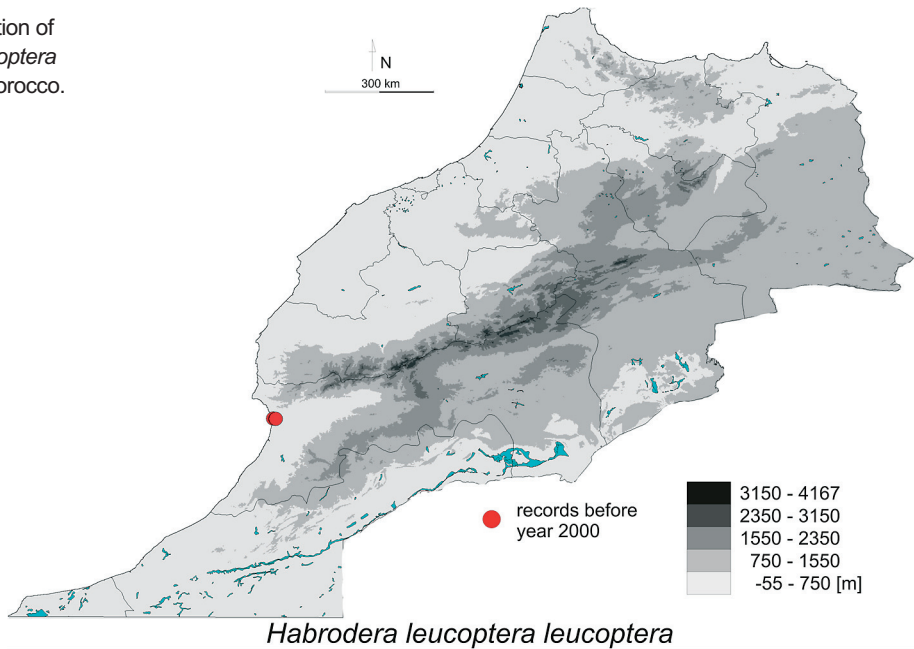 tion of
optera
orocco.
N
300 km
records before
year 2000
3150 - 4167
2350 - 3150
1550 - 2350
750 - 1550
-55 - 750 [m]
Habrodera leucoptera leucoptera